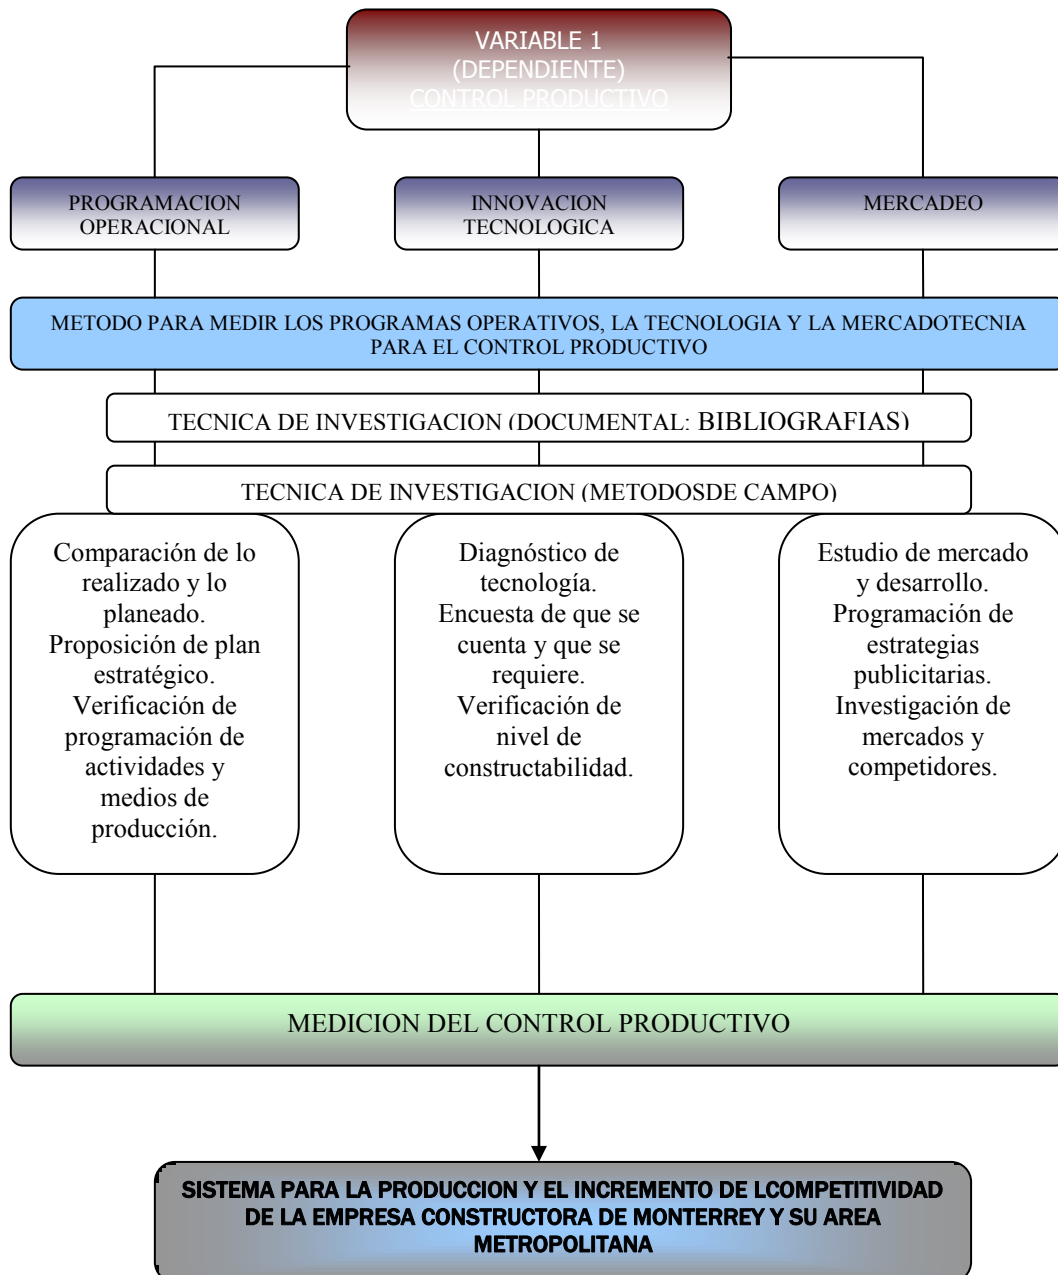 VARIABLE 1
(DEPENDIENTE)
CONTROL PRODUCTIVO
PROGRAMACION
OPERACIONAL
INNOVACION
TECNOLOGICA
MERCADEO
METODO PARA MEDIR LOS PROGRAMAS OPERATIVOS, LA TECNOLOGIA Y LA MERCADOTECNIA
PARA EL CONTROL PRODUCTIVO
TECNICA DE INVESTIGACION (DOCUMENTAL: BIBLIOGRAFIAS)
TECNICA DE INVESTIGACION (METODOSDE CAMPO)
Comparación de lo
realizado y lo
planeado.
Proposición de plan
estratégico.
Verificación de
programación de
actividades y
medios de
producción.
Diagnóstico de
tecnología.
Encuesta de que se
cuenta y que se
requiere.
Verificación de
nivel de
constructabilidad.
Estudio de mercado
y desarrollo.
Programación de
estrategias
publicitarias.
Investigación de
mercados y
competidores.
MEDICION DEL CONTROL PRODUCTIVO
SISTEMA PARA LA PRODUCCION Y EL INCREMENTO DE LCOMPETITIVIDAD
DE LA EMPRESA CONSTRUCTORA DE MONTERREY Y SU AREA
METROPOLITANA